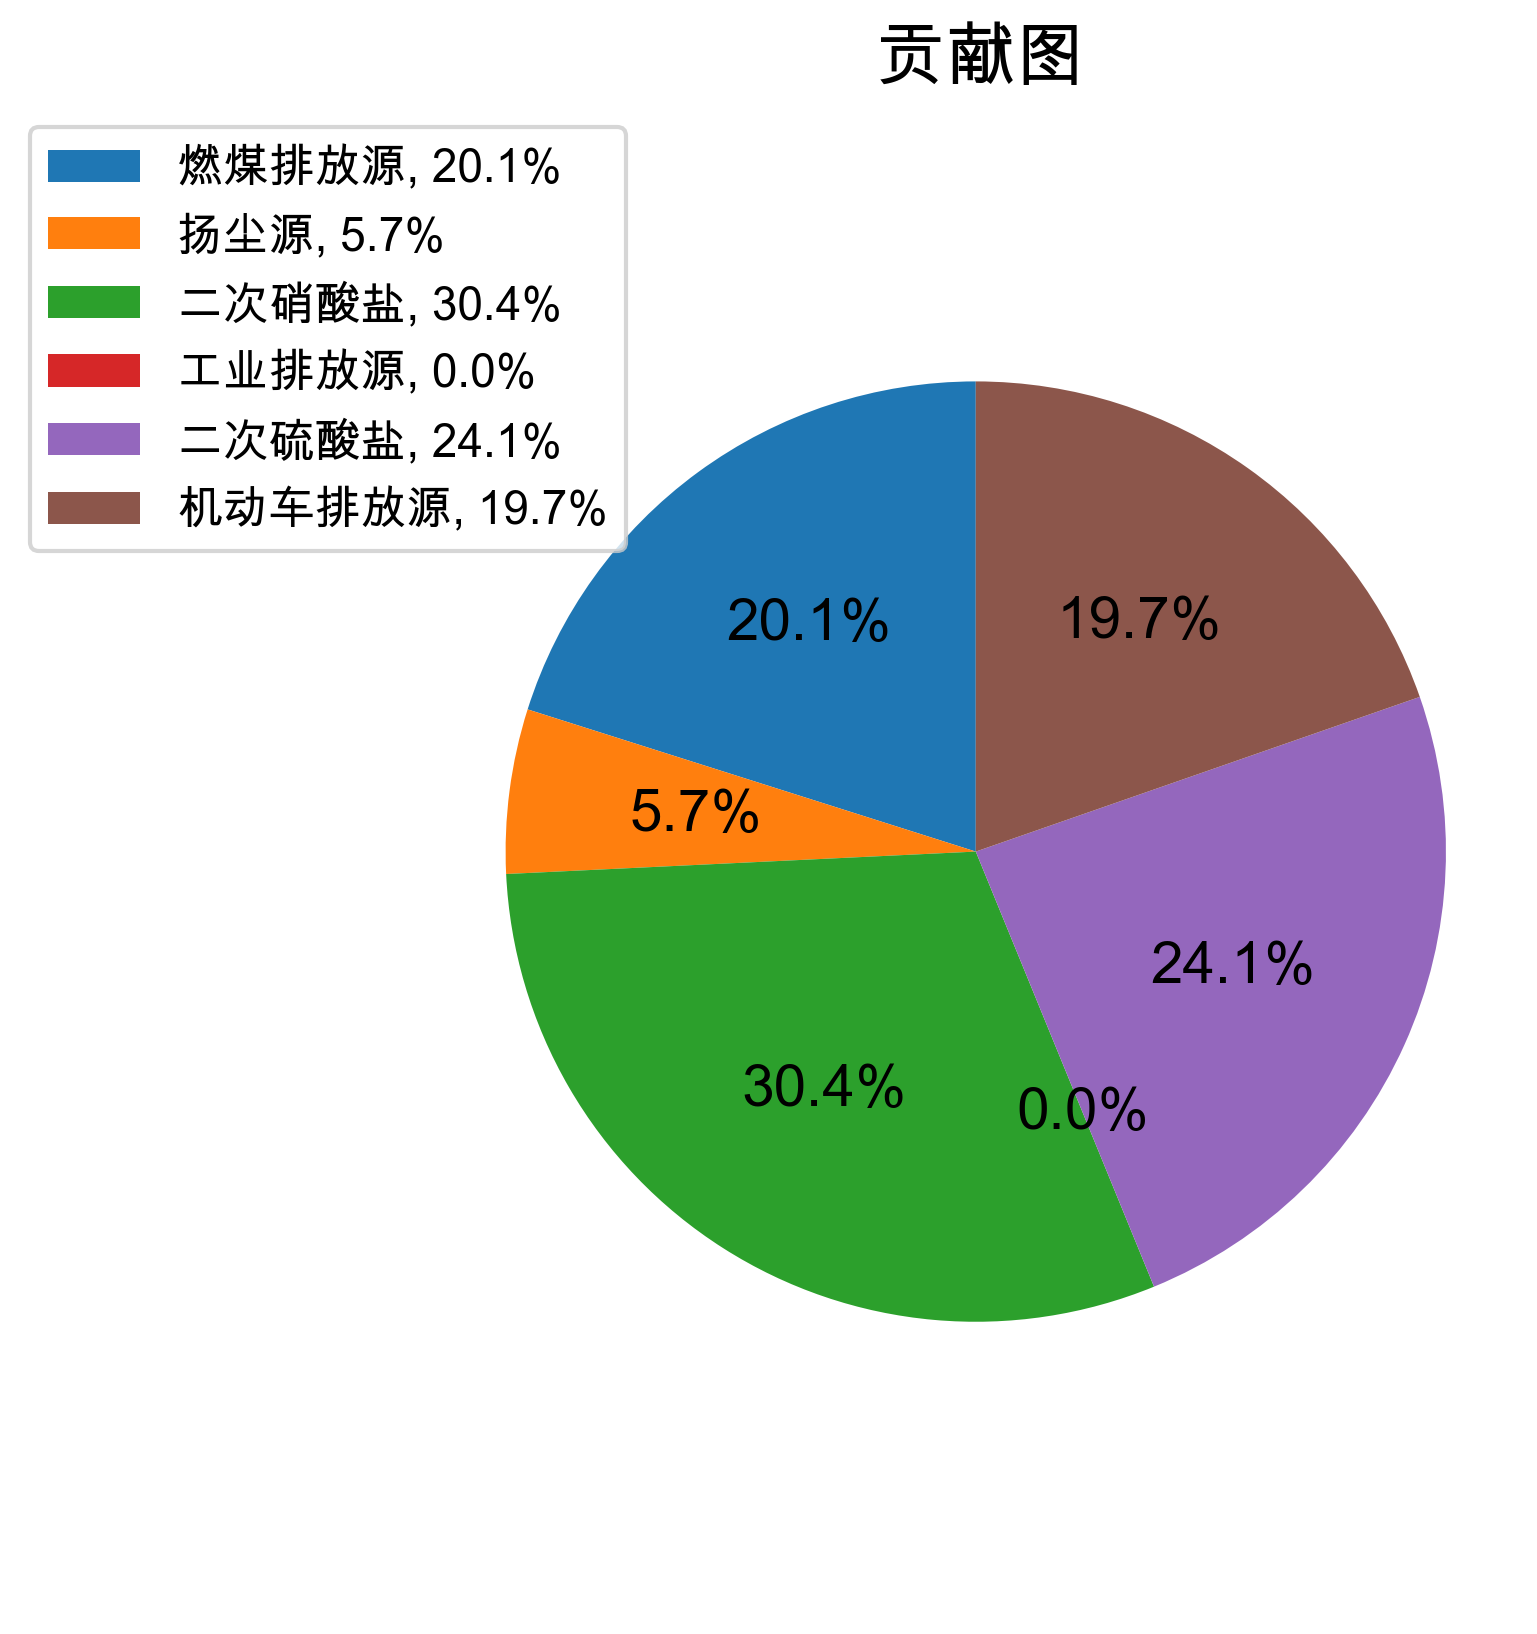 贡献图
燃煤排放源, 20.1%
扬尘源, 5.7%
二次硝酸盐, 30.4%
工业排放源, 0.0%
二次硫酸盐, 24.1%
机动车排放源, 19.7%
20.1%
19.7%
5.7%
24.1%
30.4%
0.0%